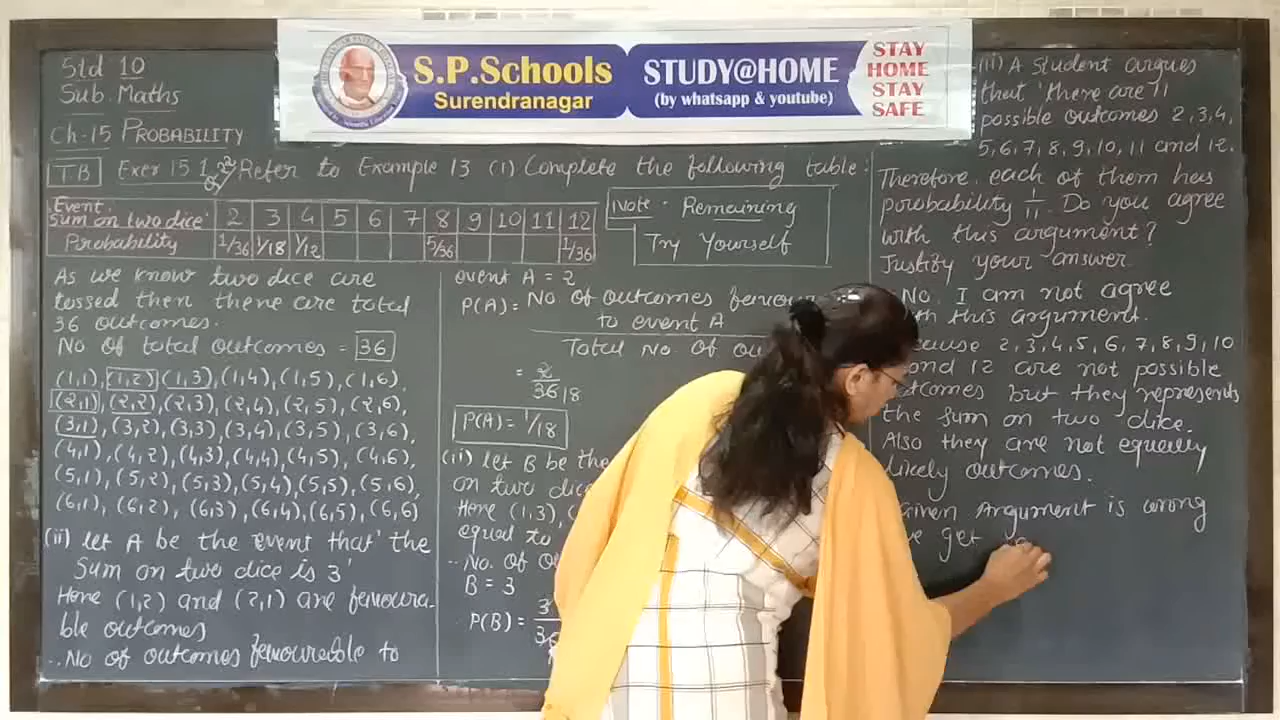 Std 10
Sub. Maths
Ch-15 PROBABILITY
S.P.Schools
Surendranagar
STUDY@HOME
(by whatsapp & youtube)
STAY
HOME
STAY
SAFE
TB Exer 15.1 Refer to Example 13 (i) Complete the following table:
Event:
Sum on two dice 2 3 4 5 6 7 8 9 10 11 12
Probability 1/36 1/18 1/12 5/36 1/36
Note - Remaining
Try Yourself
As we know two dice are
tossed then there are total
36 outcomes.
No of total outcomes = 36
(1,1), (1,2), (1,3), (1,4), (1,5), (1,6),
(2,1), (2,2), (2,3), (2,4), (2,5), (2,6),
(3,1), (3,2), (3,3), (3,4), (3,5), (3,6),
(4,1), (4,2), (4,3), (4,4), (4,5), (4,6),
(5,1), (5,2), (5,3), (5,4), (5,5), (5,6),
(6,1), (6,2), (6,3), (6,4), (6,5), (6,6)
(ii) let A be the event that 'the
Sum on two dice is 3'
Here (1,2) and (2,1) are femoura-
ble outcomes
∴ No of outcomes femoureble to
event A = 2
P(A) = No of outcomes
to event A
Total No. of
= 2/36 18
P(A) = 1/18
(ii) let B be the
on two dice
Here (1,3),
equal to
∴ No. of
B = 3
P(B) = 3
(ii) A student argues
that 'there are 11
possible outcomes 2, 3, 4,
5, 6, 7, 8, 9, 10, 11 and 12.
Therefore, each of them has
porobability 1/11. Do you agree
with this argument?
Justify your answer.
No. I am not agree
this argument.
2, 3, 4, 5, 6, 7, 8, 9, 10
and 12 are not possible
but they represents
the sum on two dice.
Also they are not equally
likely outcomes.
Argument is wrong
get